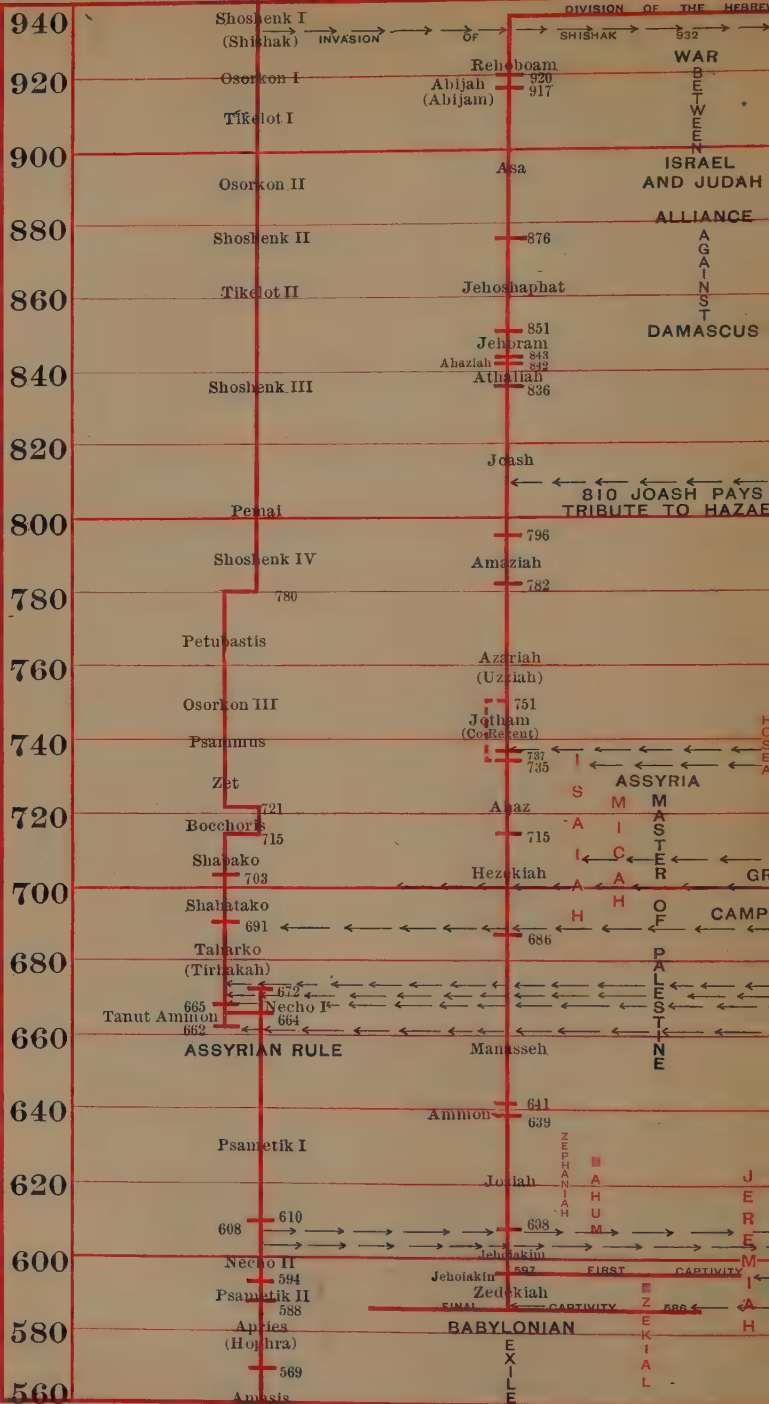 DIVISION OF THE HEBREW
940
Shoshenk I
(Shishak)
INVASION OF SHISHAK 932
WAR
BETWEEN
ISRAEL
AND JUDAH
Rehoboam
920
920
Osorkon I
Abijah
(Abijam)
917
Tikelot I
900
Asa
Osorkon II
ALLIANCE
AGAINST
DAMASCUS
880
Shoshenk II
876
Tikelot II
Jehoshaphat
860
851
Jehoram
843
Ahaziah
842
840
Athaliah
Shoshenk III
836
820
Joash
810 JOASH PAYS
TRIBUTE TO HAZAE
Pemai
800
796
Shoshenk IV
Amaziah
782
780
780
Petubastis
Azariah
(Uzziah)
760
Osorkon III
751
Jotham
(CoRegent)
HOSEA
740
Psammus
737
735
ISAIAH
ASSYRIA
MASTER OF PALESTINE
MICAH
Zet
721
Ahaz
720
Bocchoris
715
715
Shabako
703
Hezekiah
GR
700
Shabatako
691
CAMP
686
Taharko
(Tirhakah)
680
672
665
Necho I
Tanut Ammon
664
662
660
ASSYRIAN RULE
Manasseh
641
640
Ammon
639
Psametik I
ZEPHANIAH
NAHUM
JEREMIAH
Josiah
620
610
608
608
Jehoiakim
600
Necho II
597 FIRST CAPTIVITY
Jehoiakin
594
Psametik II
Zedekiah
588
FINAL CAPTIVITY 586
EZEKIAL
580
Apries
(Hophra)
BABYLONIAN
EXILE
569
560
Amasis